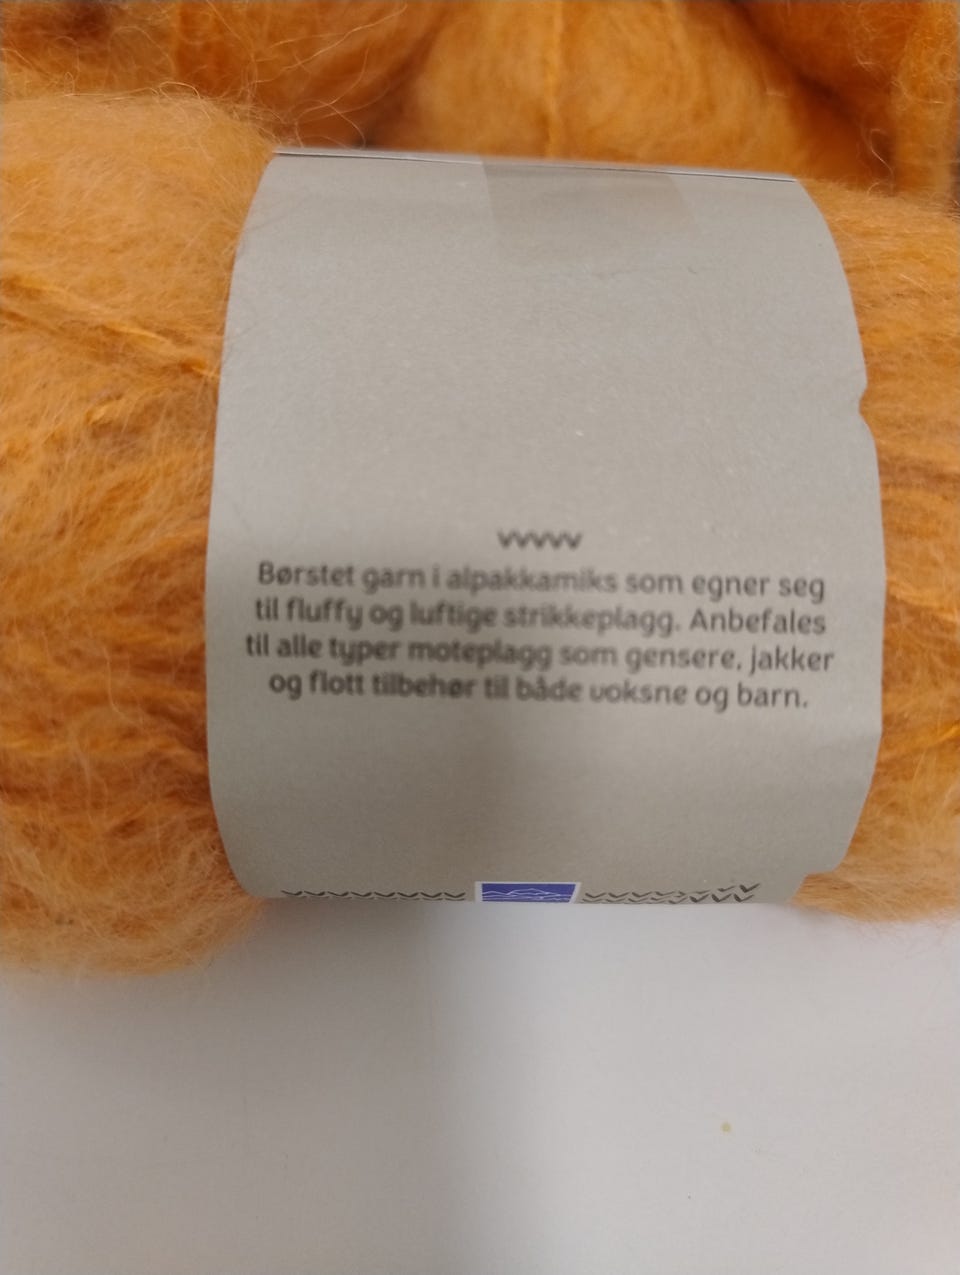 Børstet garn i alpakkamiks som egner seg
til fluffy og luftige strikkeplagg. Anbefales
til alle typer moteplagg som gensere, jakker
og flott tilbehør til både voksne og barn.